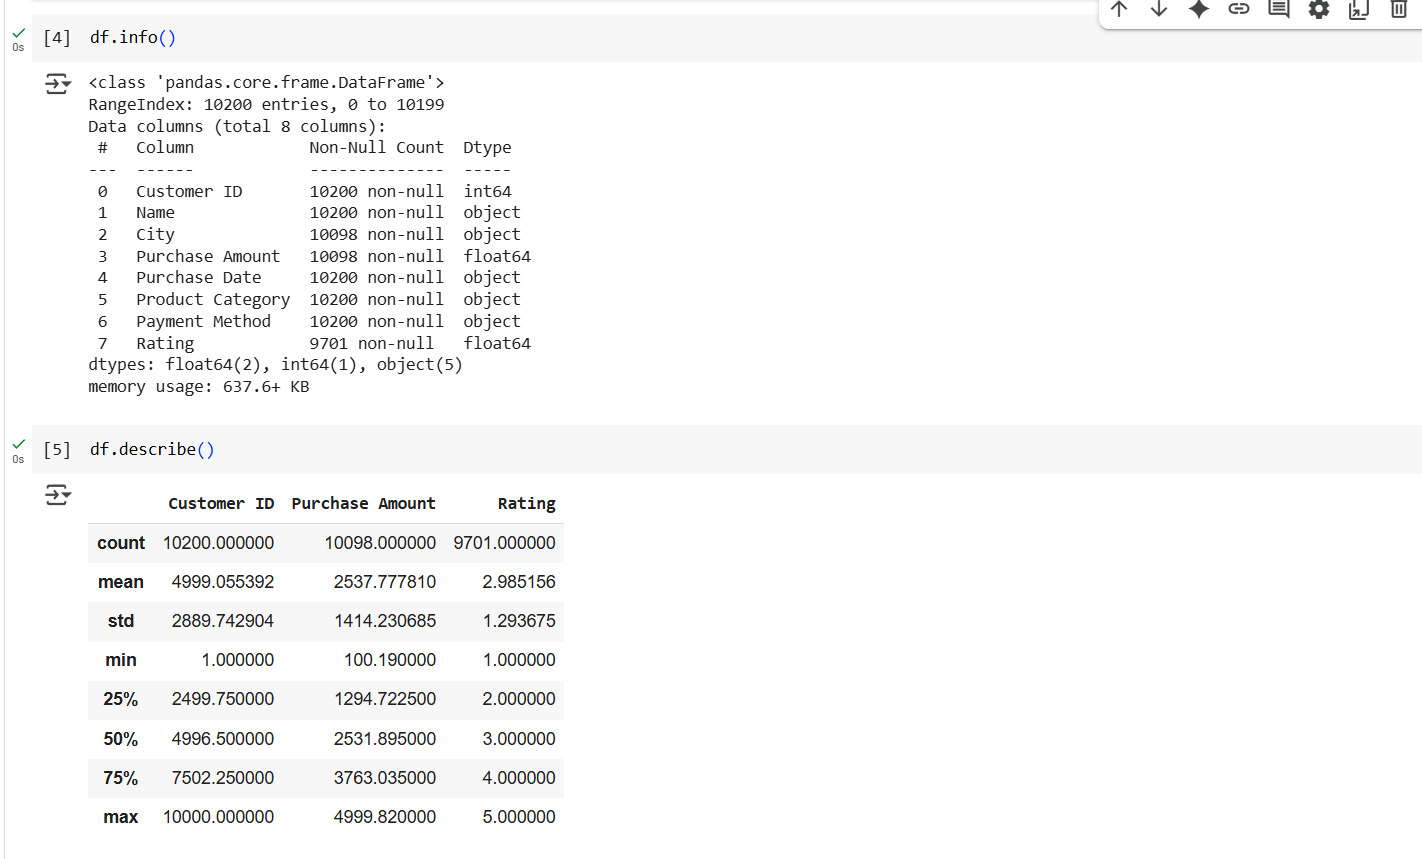 [4] df.info()
0s
<class 'pandas.core.frame.DataFrame'>
RangeIndex: 10200 entries, 0 to 10199
Data columns (total 8 columns):
 #   Column            Non-Null Count  Dtype
---  ------            --------------  -----
 0   Customer ID       10200 non-null  int64
 1   Name              10200 non-null  object
 2   City              10098 non-null  object
 3   Purchase Amount   10098 non-null  float64
 4   Purchase Date     10200 non-null  object
 5   Product Category  10200 non-null  object
 6   Payment Method    10200 non-null  object
 7   Rating            9701 non-null   float64
dtypes: float64(2), int64(1), object(5)
memory usage: 637.6+ KB
[5] df.describe()
0s
Customer ID Purchase Amount Rating
count 10200.000000 10098.000000 9701.000000
mean 4999.055392 2537.777810 2.985156
std 2889.742904 1414.230685 1.293675
min 1.000000 100.190000 1.000000
25% 2499.750000 1294.722500 2.000000
50% 4996.500000 2531.895000 3.000000
75% 7502.250000 3763.035000 4.000000
max 10000.000000 4999.820000 5.000000